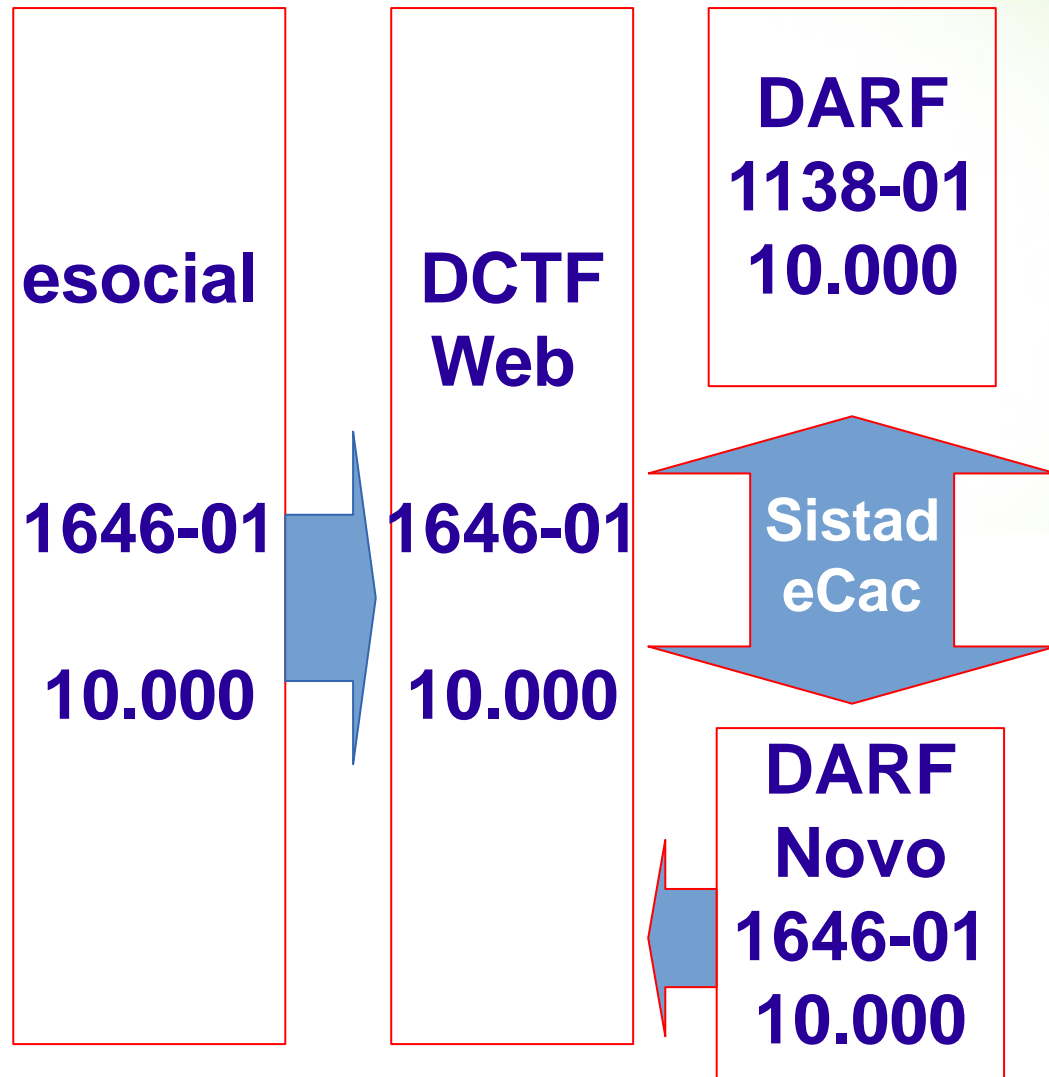 esocial
1646-01
10.000
DCTF
Web
1646-01
10.000
DARF
1138-01
10.000
Sistad
eCac
DARF
Novo
1646-01
10.000